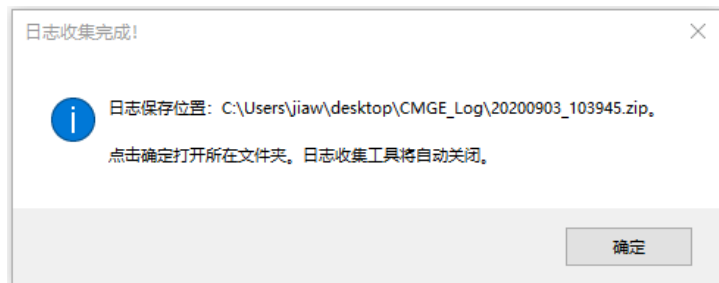 日志收集完成!
日志保存位置：C:\Users\jiaw\desktop\CMGE_Log\20200903_103945.zip。
点击确定打开所在文件夹。日志收集工具将自动关闭。
确定